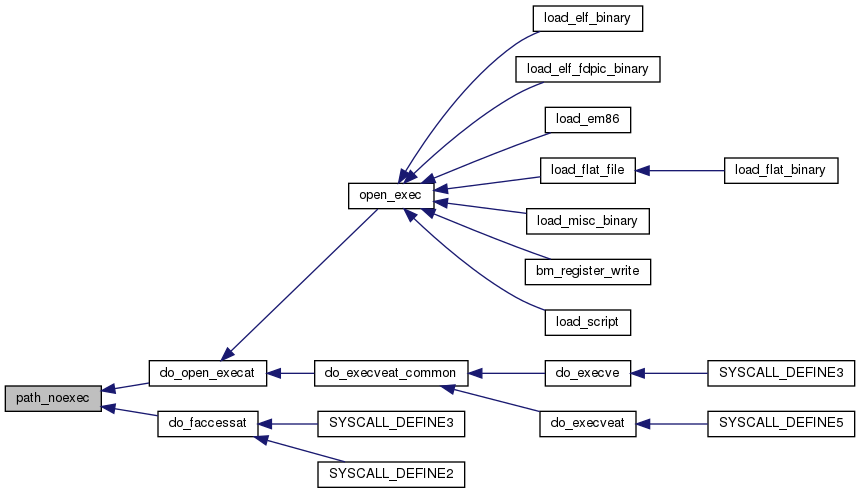 load_elf_binary
load_elf_fdpic_binary
load_em86
load_flat_file
load_flat_binary
open_exec
load_misc_binary
bm_register_write
load_script
do_open_execat
do_execveat_common
do_execve
SYSCALL_DEFINE3
path_noexec
do_faccessat
SYSCALL_DEFINE3
do_execveat
SYSCALL_DEFINE5
SYSCALL_DEFINE2